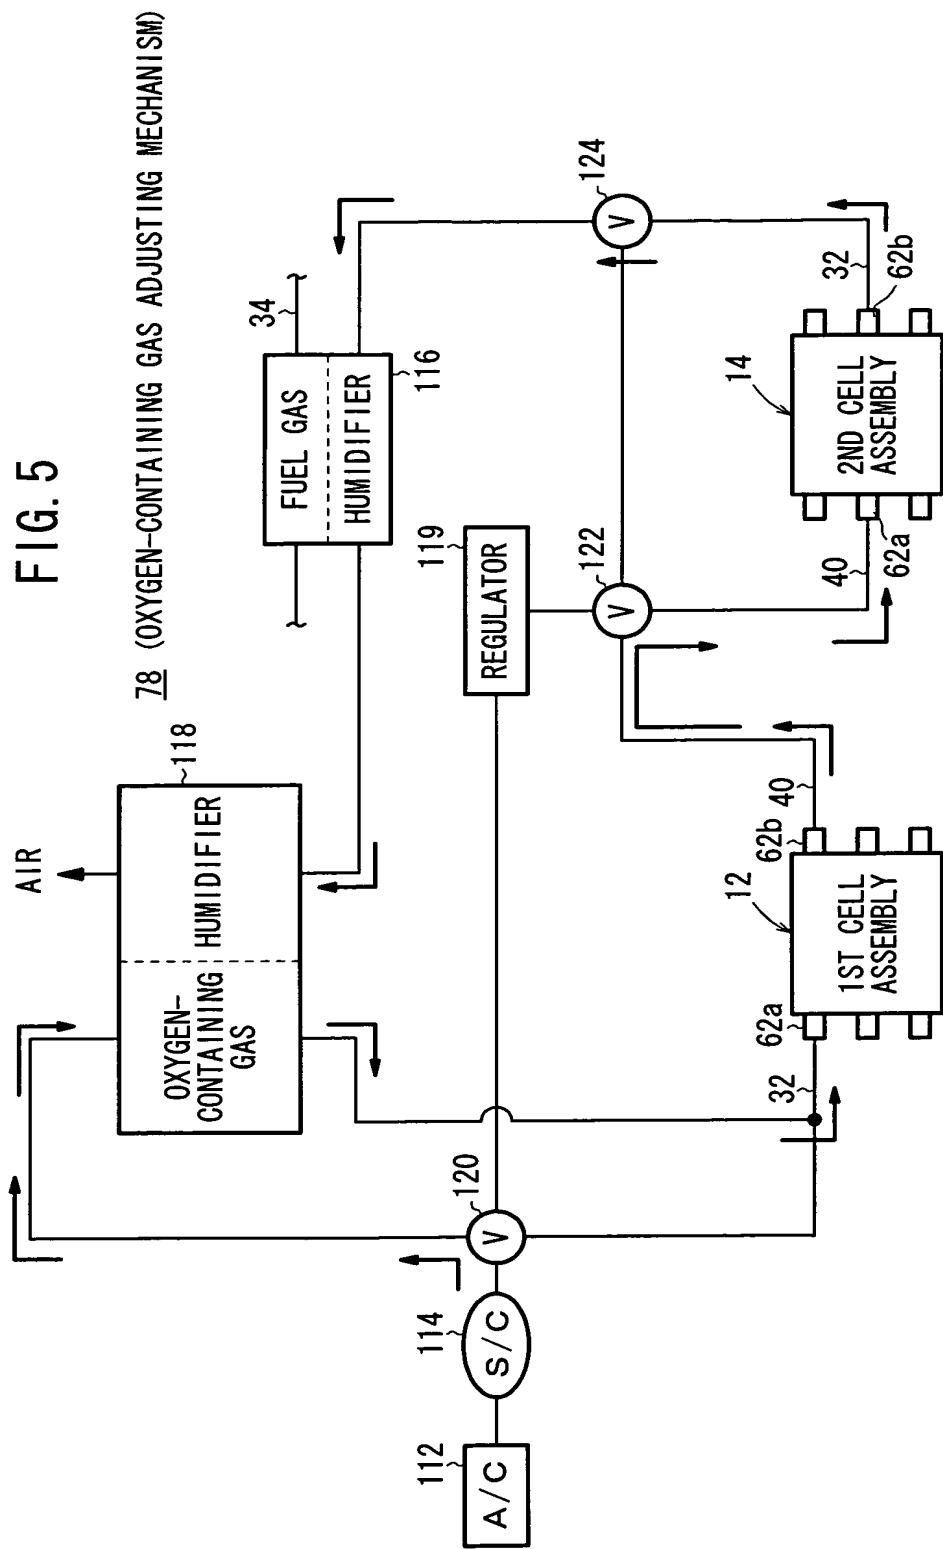 FIG. 5
78 (OXYGEN-CONTAINING GAS ADJUSTING MECHANISM)
AIR
118
OXYGEN-
CONTAINING
GAS
HUMIDIFIER
34
FUEL GAS
HUMIDIFIER
116
112
A/C
114
S/C
120
V
119
REGULATOR
122
V
124
V
12
62a
32
1ST CELL
ASSEMBLY
62b
40
14
40
62a
2ND CELL
ASSEMBLY
32
62b